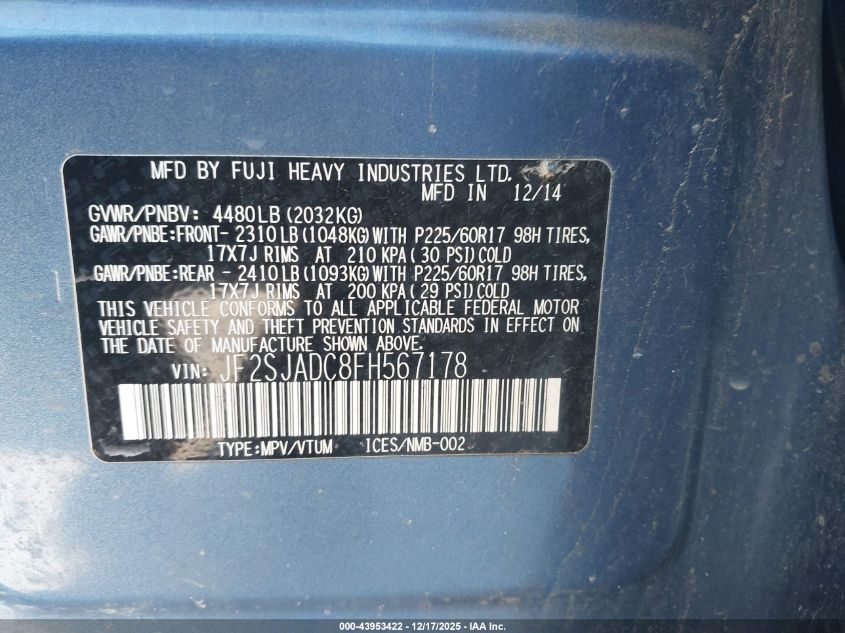 MFD BY FUJI HEAVY INDUSTRIES LTD.
MFD IN 12/14
GVWR/PNBV: 4480LB(2032KG)
GAWR/PNBE:FRONT- 2310LB(1048KG)WITH P225/60R17 98H TIRES,
17X7J RIMS AT 210 KPA(30 PSI)COLD
GAWR/PNBE:REAR - 2410LB(1093KG)WITH P225/60R17 98H TIRES,
17X7J RIMS AT 200 KPA(29 PSI)COLD
THIS VEHICLE CONFORMS TO ALL APPLICABLE FEDERAL MOTOR
VEHICLE SAFETY AND THEFT PREVENTION STANDARDS IN EFFECT
ON THE DATE OF MANUFACTURE SHOWN ABOVE.
VIN: JF2SJADC8FH567178
TYPE:MPV/VTUM ICES/NMB-002
000-43953422 - 12/17/2025 - IAA Inc.